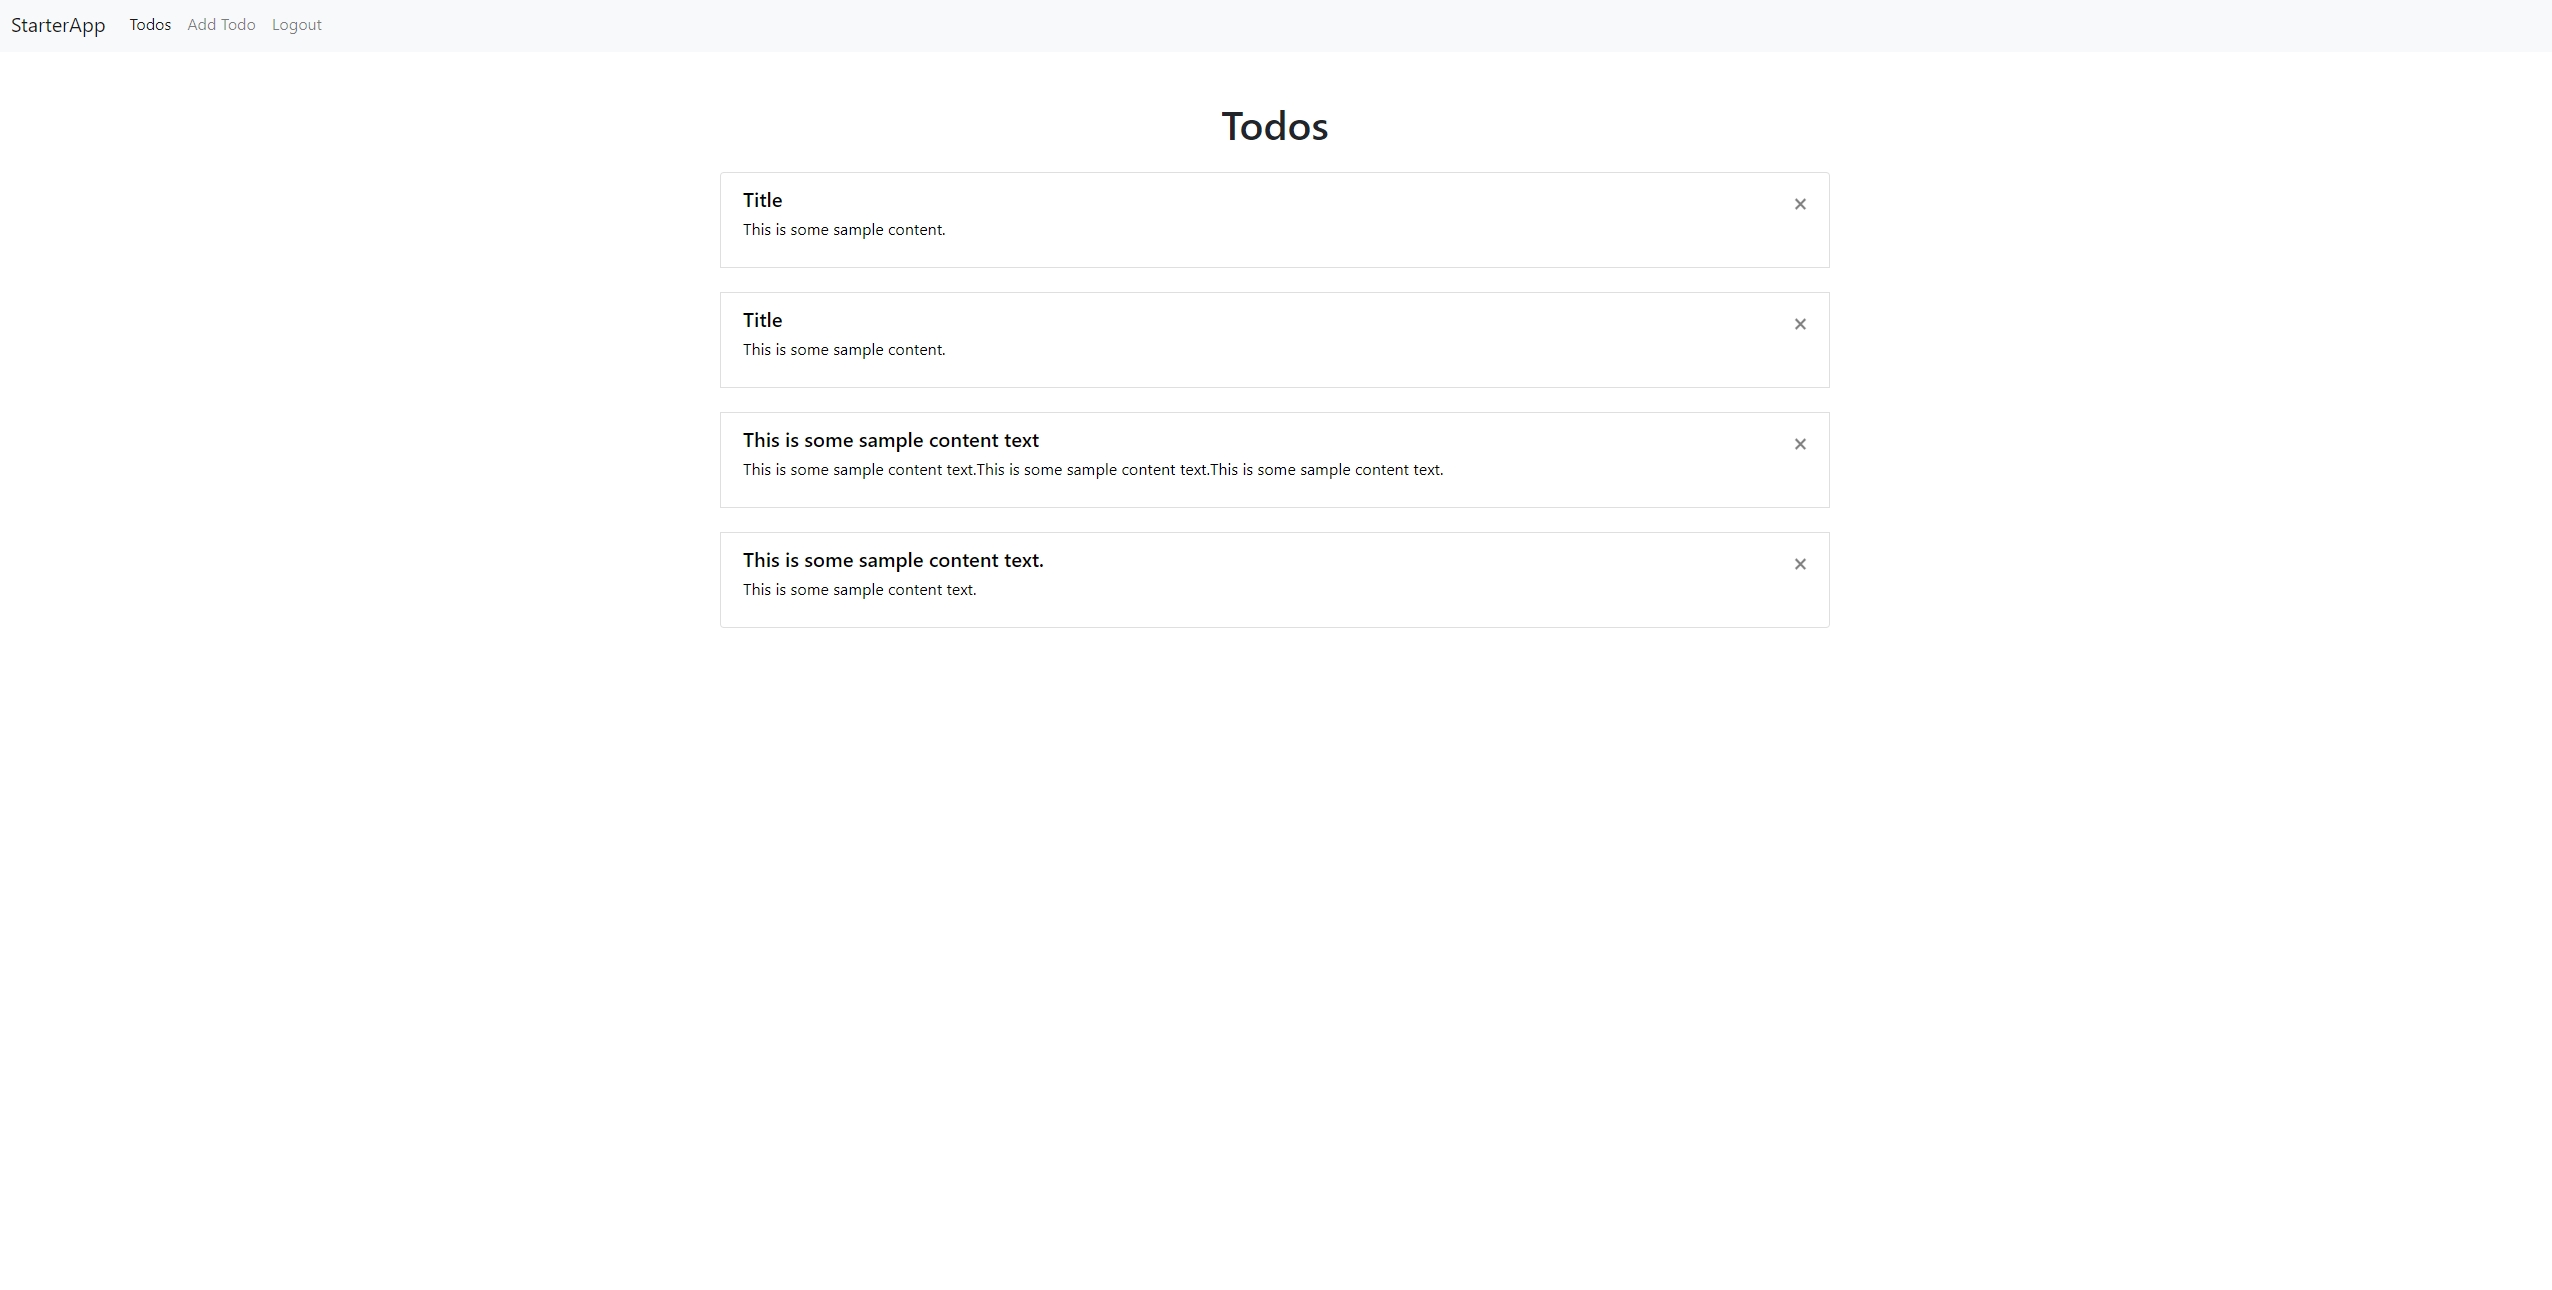 StarterApp Todos Add Todo Logout
Todos
Title
This is some sample content.
Title
This is some sample content.
This is some sample content text
This is some sample content text.This is some sample content text.This is some sample content text.
This is some sample content text.
This is some sample content text.